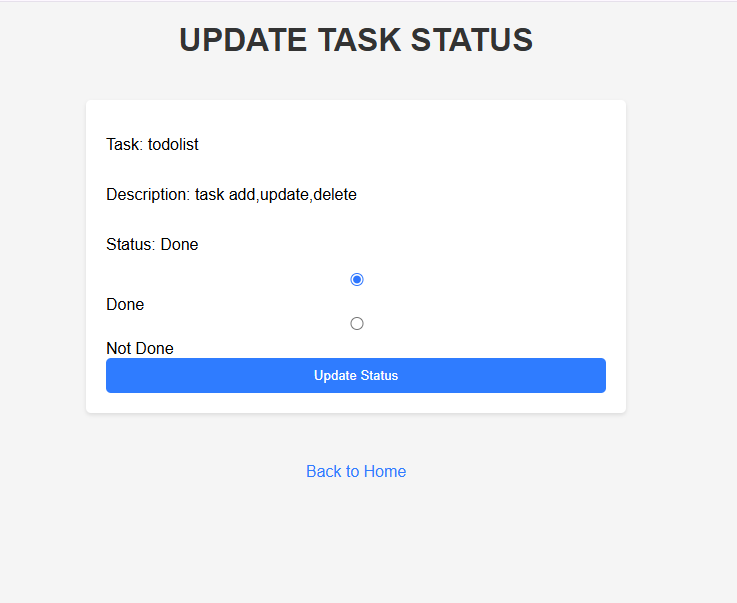 UPDATE TASK STATUS
Task: todolist
Description: task add,update,delete
Status: Done
Done
Not Done
Update Status
Back to Home